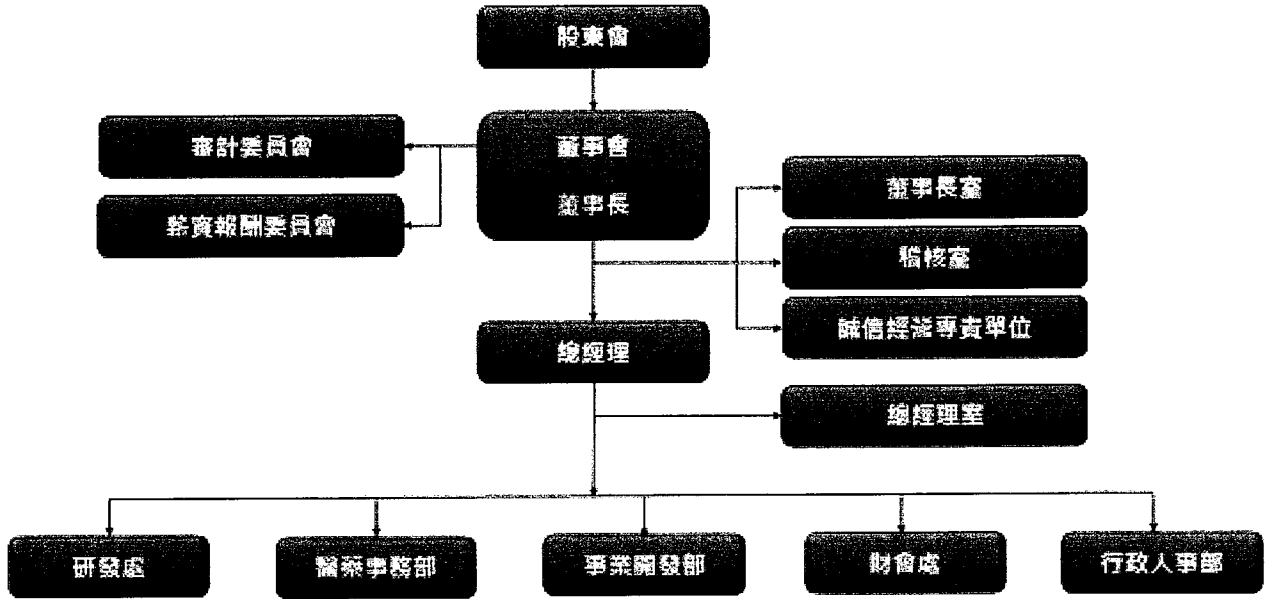 股東會
董事會
董事長
審計委員會
薪資報酬委員會
董事長室
稽核室
誠信經營專責單位
總經理
總經理室
研發處
醫藥事務部
事業開發部
財會處
行政人事部